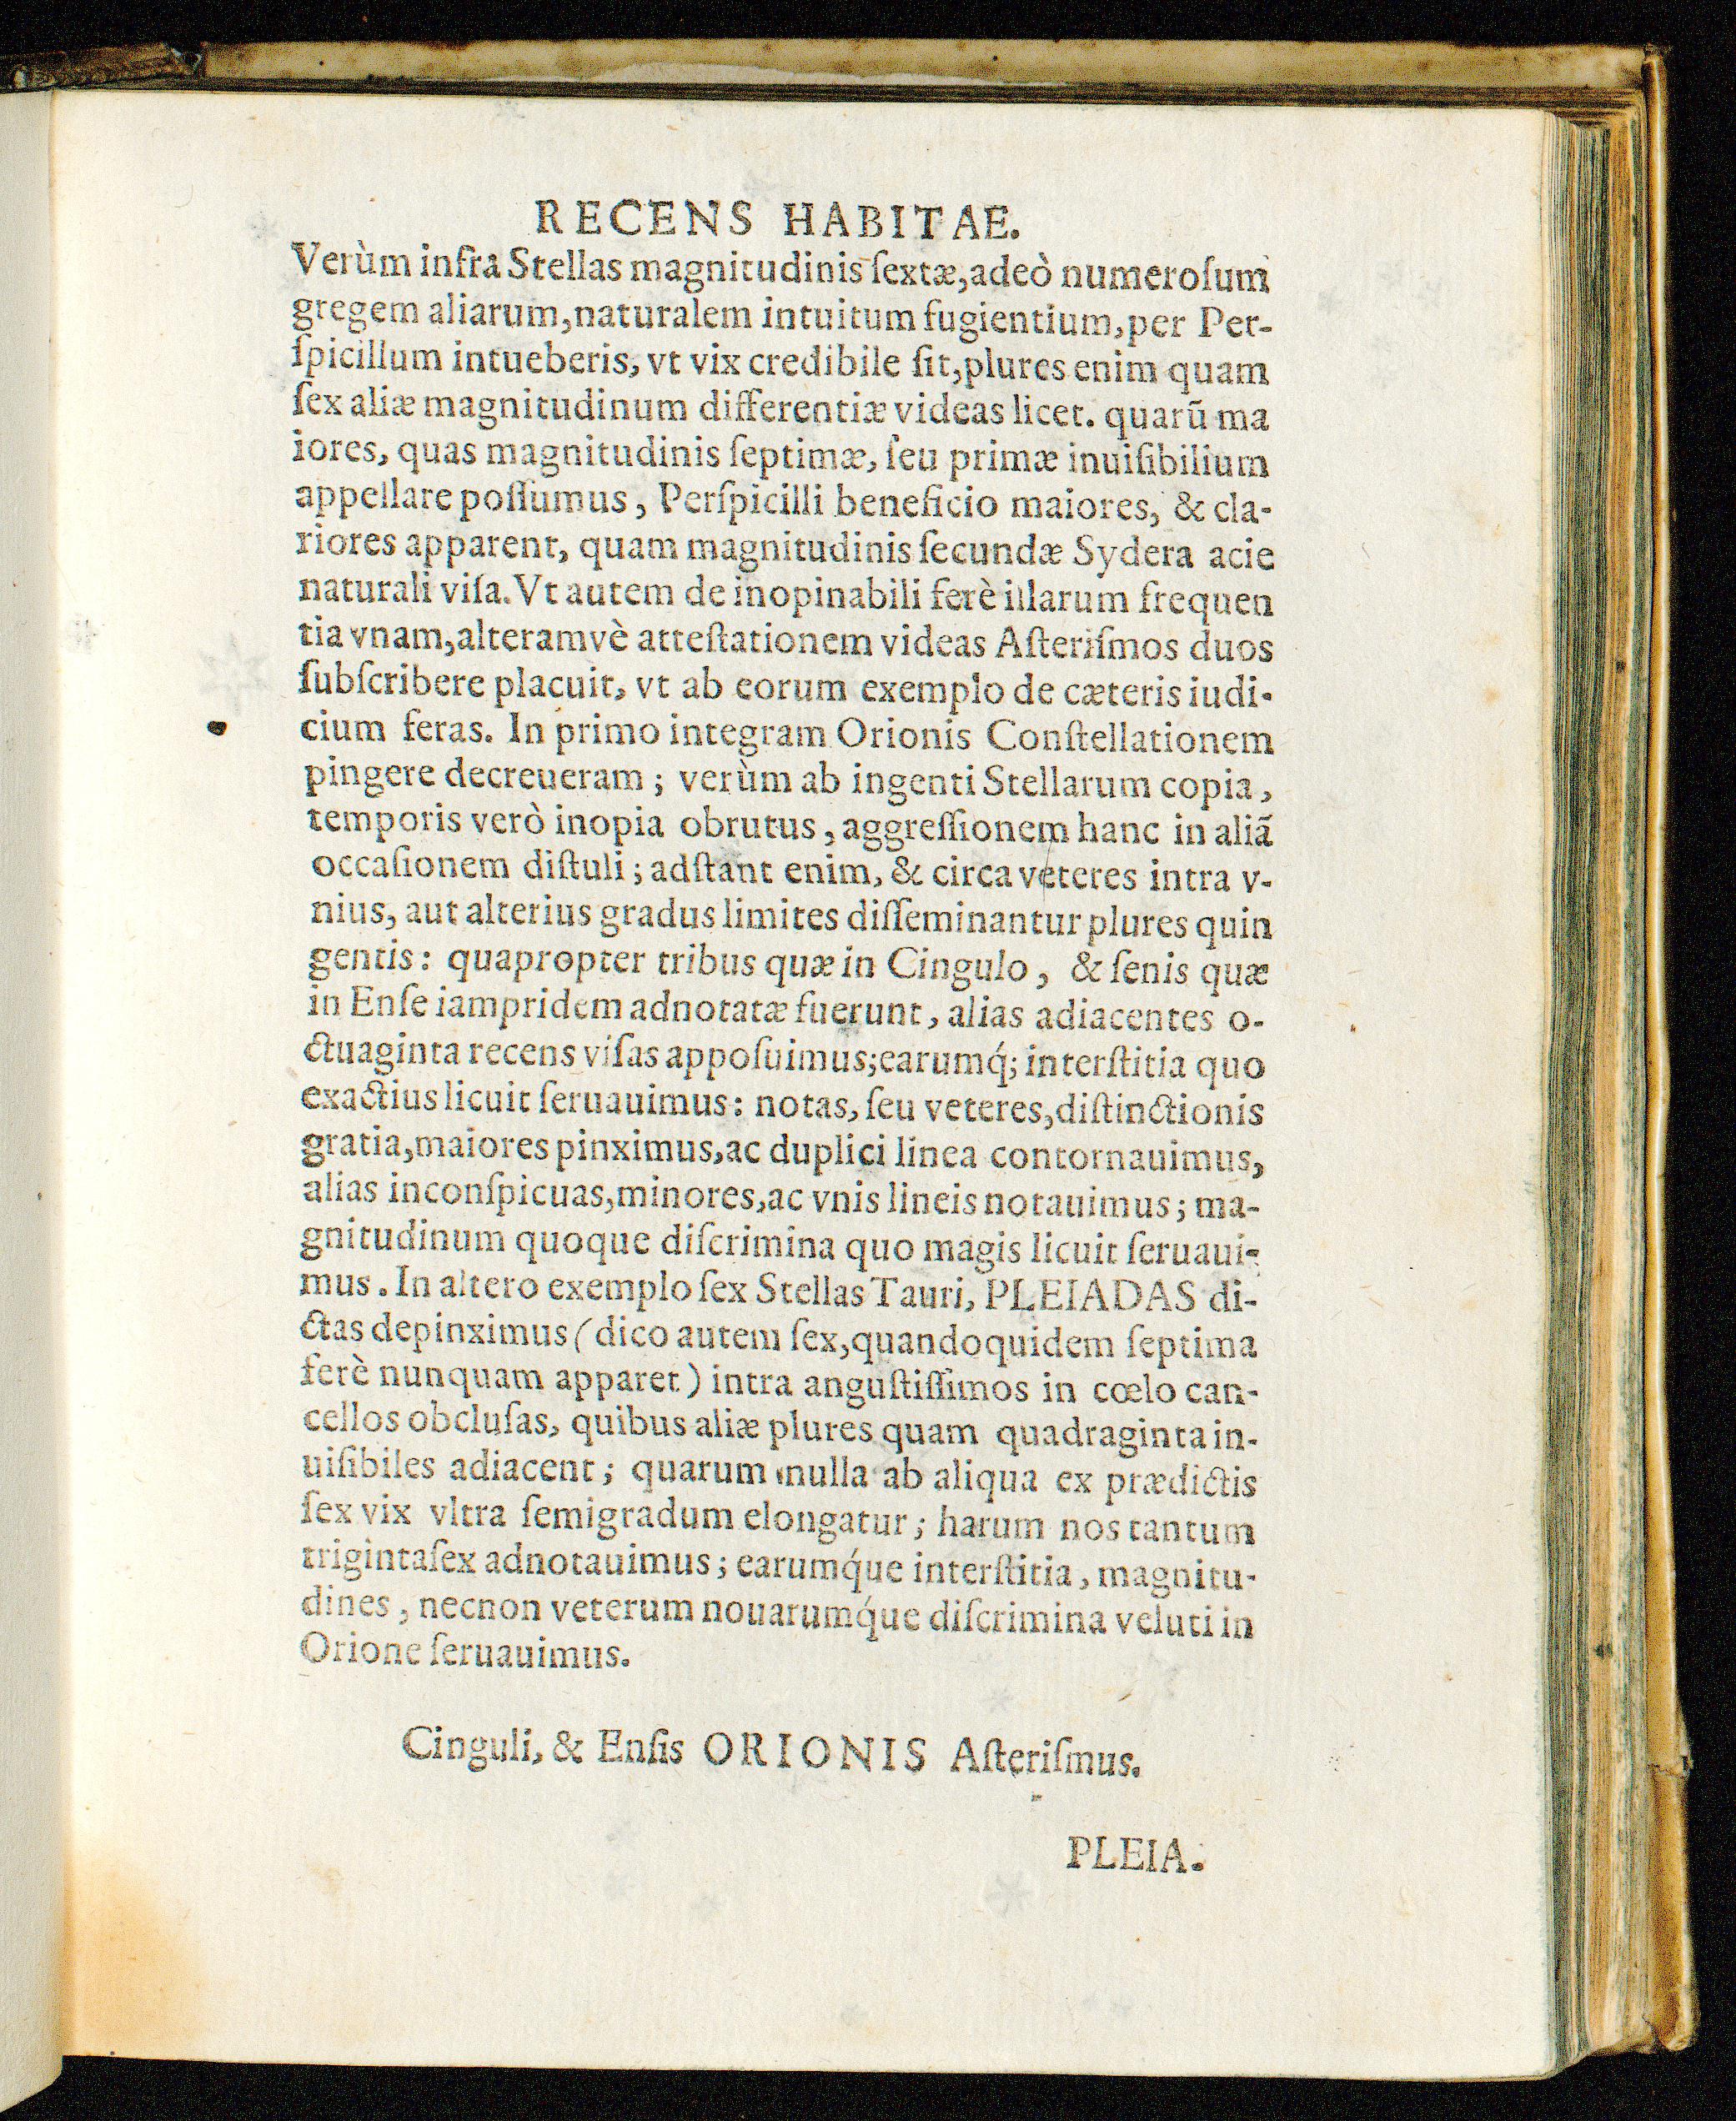 RECENS HABITAE.
Verùm infra Stellas magnitudinis ſextæ,adeò numeroſum
gregem aliarum,naturalem intuitum fugientium,per Per-
ſpicillum intueberis, vt vix credibile ſit,plures enim quam
ſex aliæ magnitudinum differentiæ videas licet. quarũ ma
iores, quas magnitudinis ſeptimæ, ſeu primæ inuiſibilium
appellare poſſumus, Perſpicilli beneficio maiores, & cla-
riores apparent, quam magnitudinis ſecundæ Sydera acie
naturali viſa. Vt autem de inopinabili ferè illarum frequen
tia vnam,alteramvè atteſtationem videas Aſteriſmos duos
ſubſcribere placuit, vt ab eorum exemplo de cæteris iudi-
cium feras. In primo integram Orionis Conſtellationem
pingere decreueram; verùm ab ingenti Stellarum copia,
temporis verò inopia obrutus, aggreſſionem hanc in aliã
occaſionem diſtuli; adſtant enim, & circa veteres intra v-
nius, aut alterius gradus limites diſſeminantur plures quin
gentis: quapropter tribus quæ in Cingulo, & ſenis quæ
in Enſe iampridem adnotatæ fuerunt, alias adiacentes o-
ctuaginta recens viſas appoſuimus;earumq́; interſtitia quo
exactius licuit ſeruauimus: notas, ſeu veteres,diſtinctionis
gratia,maiores pinximus,ac duplici linea contornauimus,
alias inconſpicuas,minores,ac vnis lineis notauimus; ma-
gnitudinum quoque diſcrimina quo magis licuit ſeruaui-
mus. In altero exemplo ſex Stellas Tauri, PLEIADAS di-
ctas depinximus (dico autem ſex,quandoquidem ſeptima
ferè nunquam apparet) intra anguſtiſſimos in cœlo can-
cellos obcluſas, quibus aliæ plures quam quadraginta in-
uiſibiles adiacent; quarum nulla ab aliqua ex prædictis
ſex vix vltra ſemigradum elongatur; harum nos tantum
trigintaſex adnotauimus; earumq́ue interſtitia, magnitu-
dines, necnon veterum nouarumq́ue diſcrimina veluti in
Orione ſeruauimus.
Cinguli, & Enſis ORIONIS Aſteriſmus.
PLEIA.